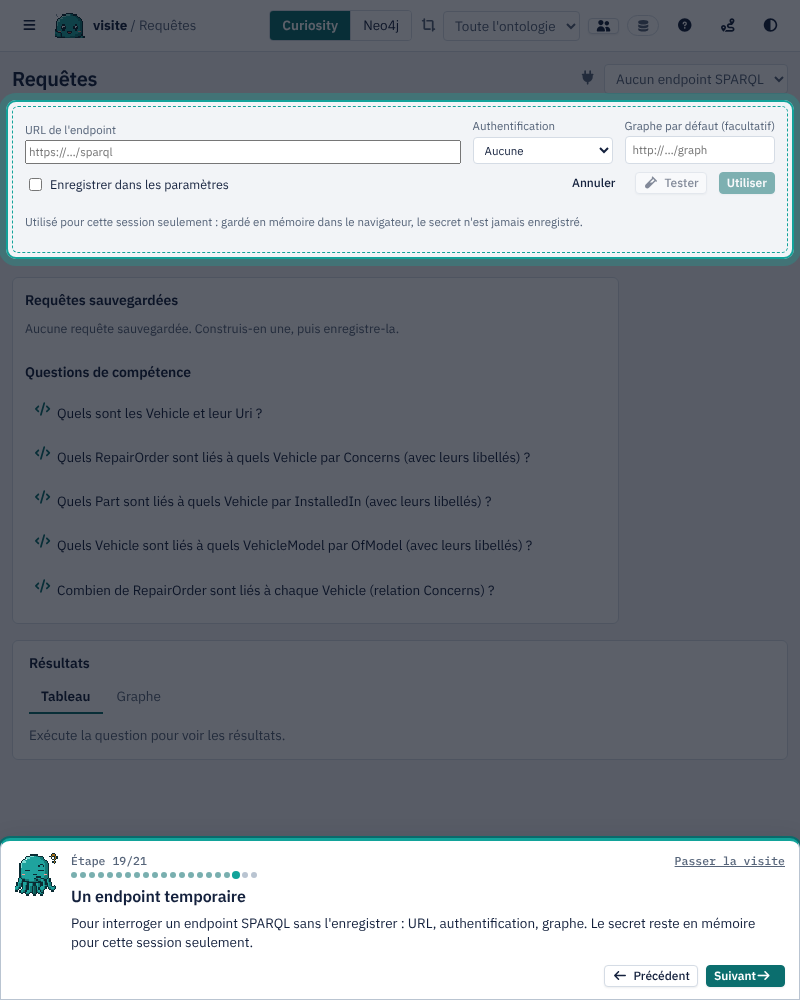 visite / Requêtes
Curiosity
Neo4j
Toute l'ontologie
Requêtes
Aucun endpoint SPARQL
URL de l'endpoint
Authentification
Graphe par défaut (facultatif)
https://…/sparql
Aucune
http://…/graph
Enregistrer dans les paramètres
Annuler
Tester
Utiliser
Utilisé pour cette session seulement : gardé en mémoire dans le navigateur, le secret n'est jamais enregistré.
Requêtes sauvegardées
Aucune requête sauvegardée. Construis-en une, puis enregistre-la.
Questions de compétence
</> Quels sont les Vehicle et leur Uri ?
</> Quels RepairOrder sont liés à quels Vehicle par Concerns (avec leurs libellés) ?
</> Quels Part sont liés à quels Vehicle par InstalledIn (avec leurs libellés) ?
</> Quels Vehicle sont liés à quels VehicleModel par OfModel (avec leurs libellés) ?
</> Combien de RepairOrder sont liés à chaque Vehicle (relation Concerns) ?
Résultats
Tableau
Graphe
Exécute la question pour voir les résultats.
Étape 19/21
Passer la visite
Un endpoint temporaire
Pour interroger un endpoint SPARQL sans l'enregistrer : URL, authentification, graphe. Le secret reste en mémoire
pour cette session seulement.
← Précédent
Suivant →